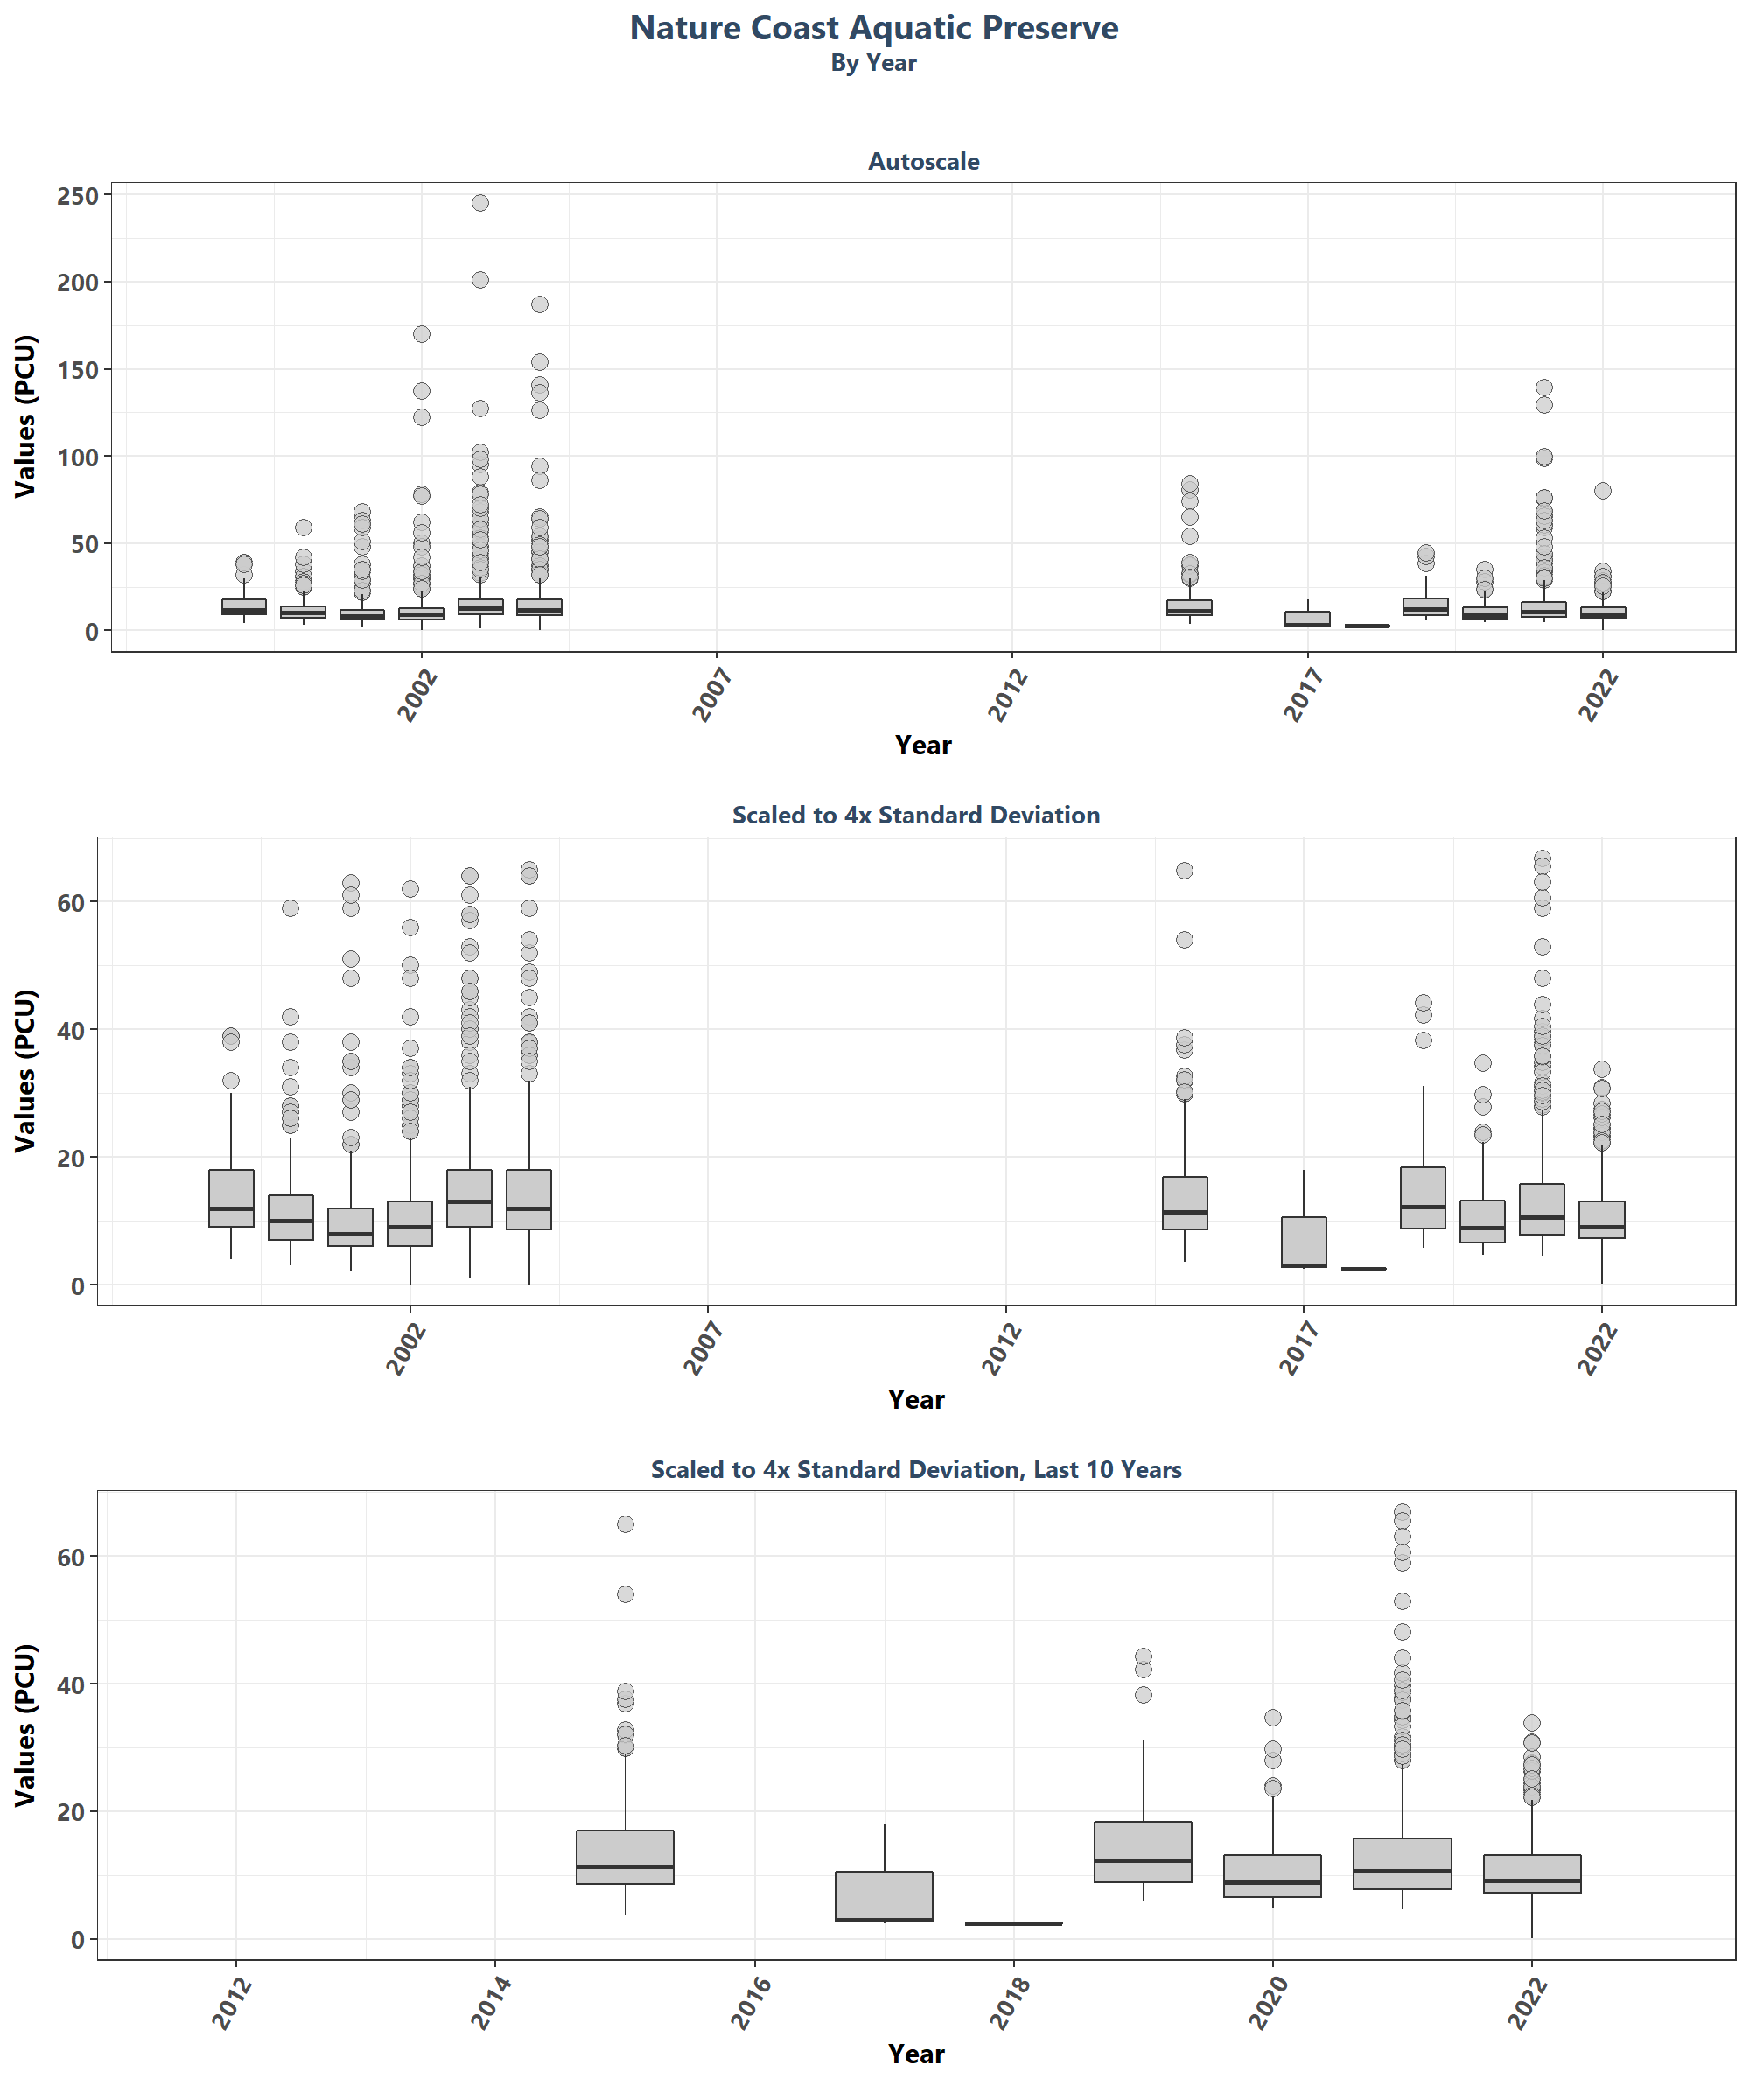 Nature Coast Aquatic Preserve
By Year
Autoscale
Values (PCU)
250
200
150
100
50
0
2002
2007
2012
2017
2022
Year
Scaled to 4x Standard Deviation
Values (PCU)
60
40
20
0
2002
2007
2012
2017
2022
Year
Scaled to 4x Standard Deviation, Last 10 Years
Values (PCU)
60
40
20
0
2012
2014
2016
2018
2020
2022
Year